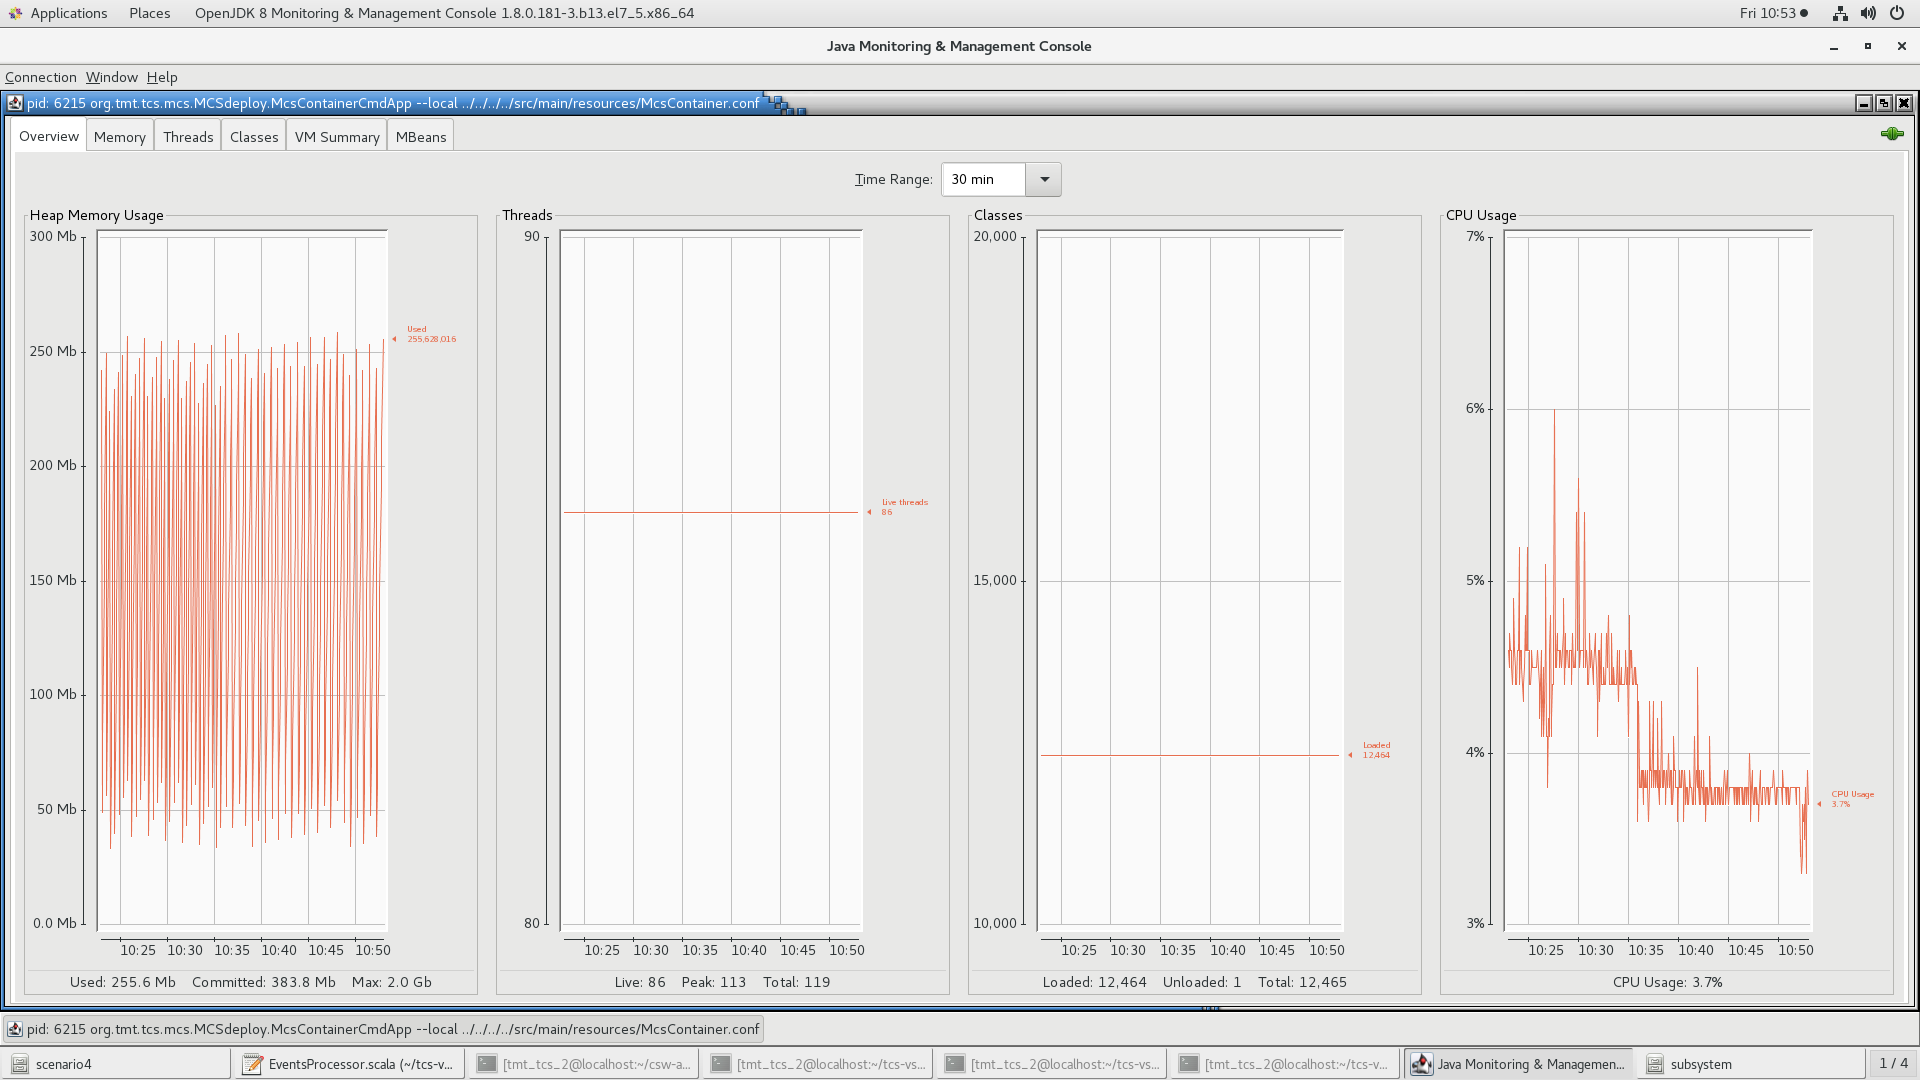 Applications Places OpenJDK 8 Monitoring & Management Console 1.8.0.181-3.b13.el7_5.x86_64 Fri 10:53
Java Monitoring & Management Console
Connection Window Help
pid: 6215 org.tmt.tcs.mcs.MCSdeploy.McsContainerCmdApp --local ../../../../src/main/resources/McsContainer.conf
Overview Memory Threads Classes VM Summary MBeans
Time Range: 30 min
Heap Memory Usage
300 Mb
250 Mb
200 Mb
150 Mb
100 Mb
50 Mb
0.0 Mb
Used
255,628,016
10:25 10:30 10:35 10:40 10:45 10:50
Used: 255.6 Mb Committed: 383.8 Mb Max: 2.0 Gb
Threads
90
80
Live threads
86
10:25 10:30 10:35 10:40 10:45 10:50
Live: 86 Peak: 113 Total: 119
Classes
20,000
15,000
10,000
Loaded
12,464
10:25 10:30 10:35 10:40 10:45 10:50
Loaded: 12,464 Unloaded: 1 Total: 12,465
CPU Usage
7%
6%
5%
4%
3%
CPU Usage
3.7%
10:25 10:30 10:35 10:40 10:45 10:50
CPU Usage: 3.7%
pid: 6215 org.tmt.tcs.mcs.MCSdeploy.McsContainerCmdApp --local ../../../../src/main/resources/McsContainer.conf
scenario4 EventsProcessor.scala (~/tcs-v... [tmt_tcs_2@localhost:~/csw-a... [tmt_tcs_2@localhost:~/tcs-vs... [tmt_tcs_2@localhost:~/tcs-vs... [tmt_tcs_2@localhost:~/tcs-v... Java Monitoring & Managemen... subsystem 1 / 4